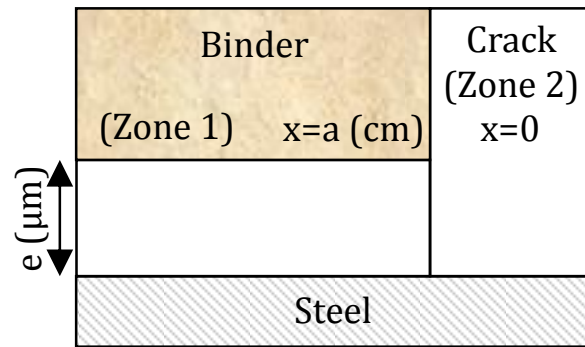 Binder
(Zone 1)
x=a (cm)
Crack
(Zone 2)
x=0
e (µm)
Steel